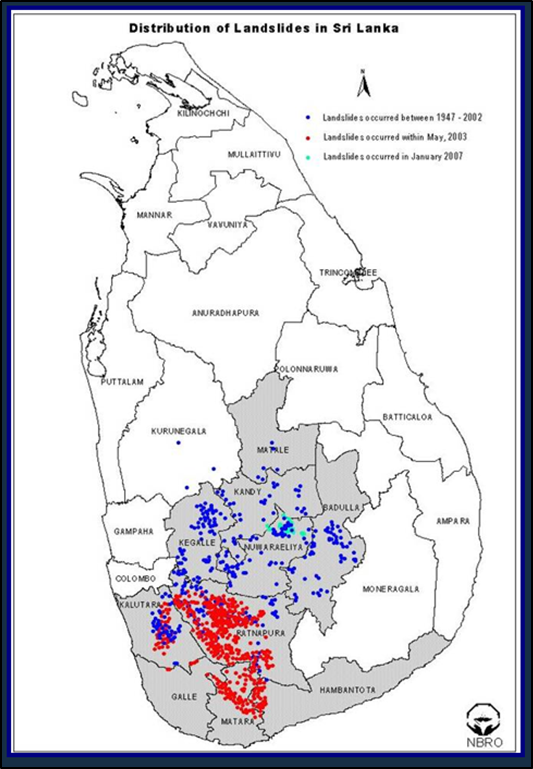 Distribution of Landslides in Sri Lanka
Landslides occurred between 1947 - 2002
Landslides occurred within May, 2003
Landslides occurred in January 2007
KILINOCHCHI
MULLAITTIVU
MANNAR
VAVUNIYA
TRINCOMALEE
ANURADHAPURA
POLONNARUWA
PUTTALAM
BATTICALOA
KURUNEGALA
MATALE
KANDY
BADULLA
AMPARA
GAMPAHA
KEGALLE
NUWARAELIYA
COLOMBO
MONERAGALA
KALUTARA
RATNAPURA
HAMBANTOTA
GALLE
MATARA
NBRO